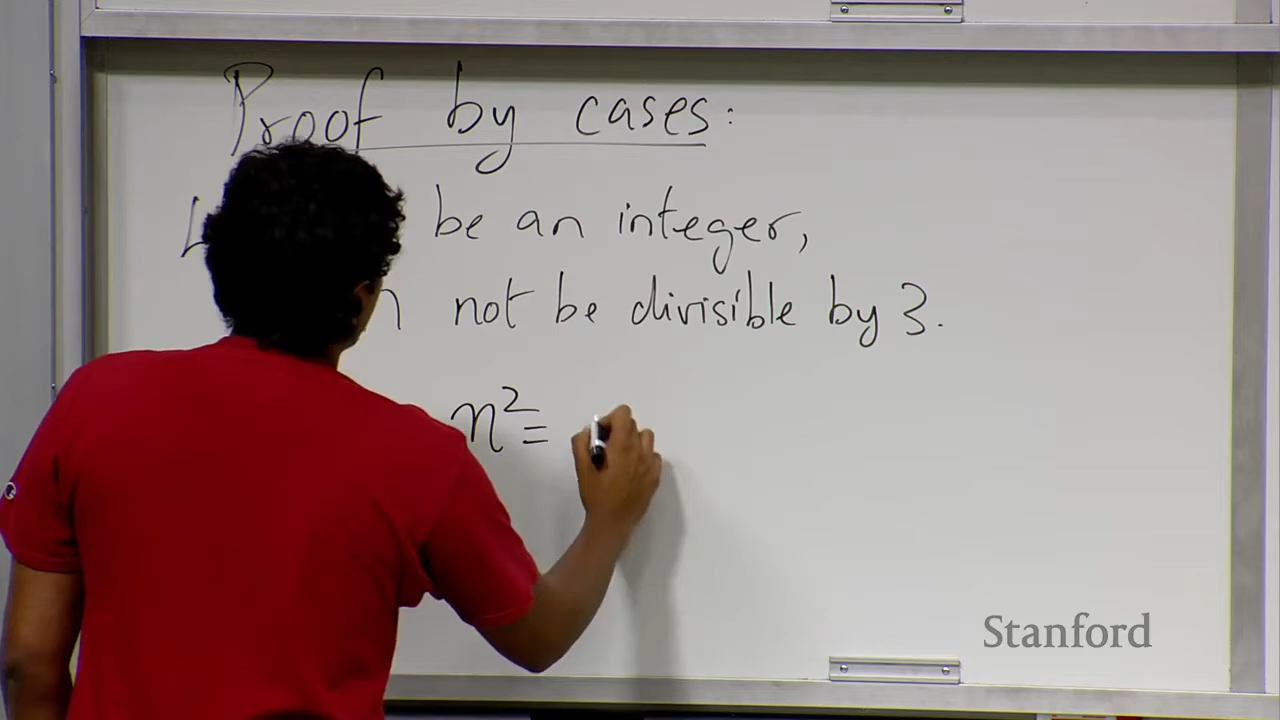 Proof by cases:
be an integer,
n not be divisible by 3.
n² =
Stanford